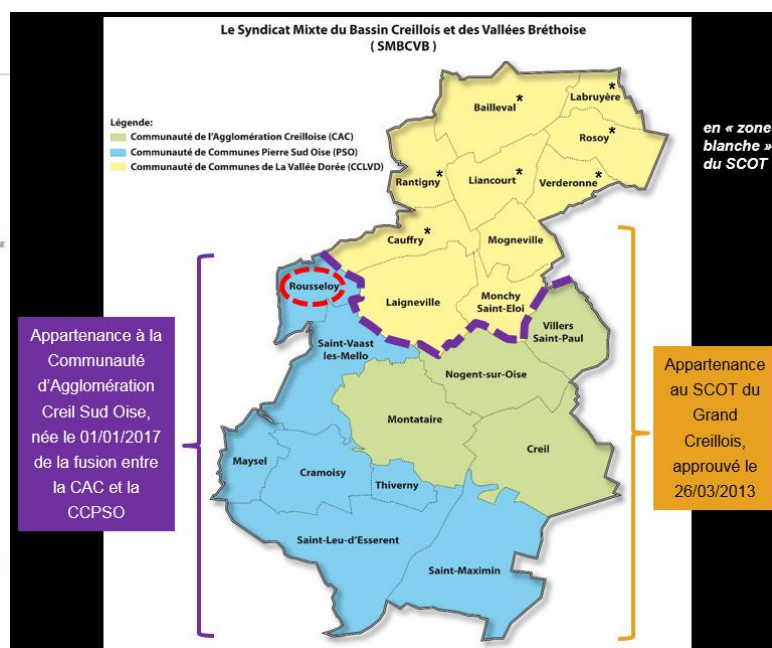 Le Syndicat Mixte du Bassin Creillois et des Vallées Bréthoise
( SMBCVB )
Légende:
Communauté de l'Agglomération Creilloise (CAC)
Communauté de Communes Pierre Sud Oise (PSO)
Communauté de Communes de La Vallée Dorée (CCLVD)
en « zone
blanche »
du SCOT
Bailleval *
Labruyère *
Rosoy *
Rantigny *
Liancourt *
Verderonne *
Cauffry *
Mogneville
Rousseloy
Laigneville
Monchy
Saint-Eloi
Villers
Saint-Paul
Saint-Vaast
les-Mello
Nogent-sur-Oise
Montataire
Creil
Maysel
Cramoisy
Thiverny
Saint-Leu-d'Esserent
Saint-Maximin
Appartenance à la
Communauté
d'Agglomération
Creil Sud Oise,
née le 01/01/2017
de la fusion entre
la CAC et la
CCPSO
Appartenance
au SCOT du
Grand
Creillois,
approuvé le
26/03/2013